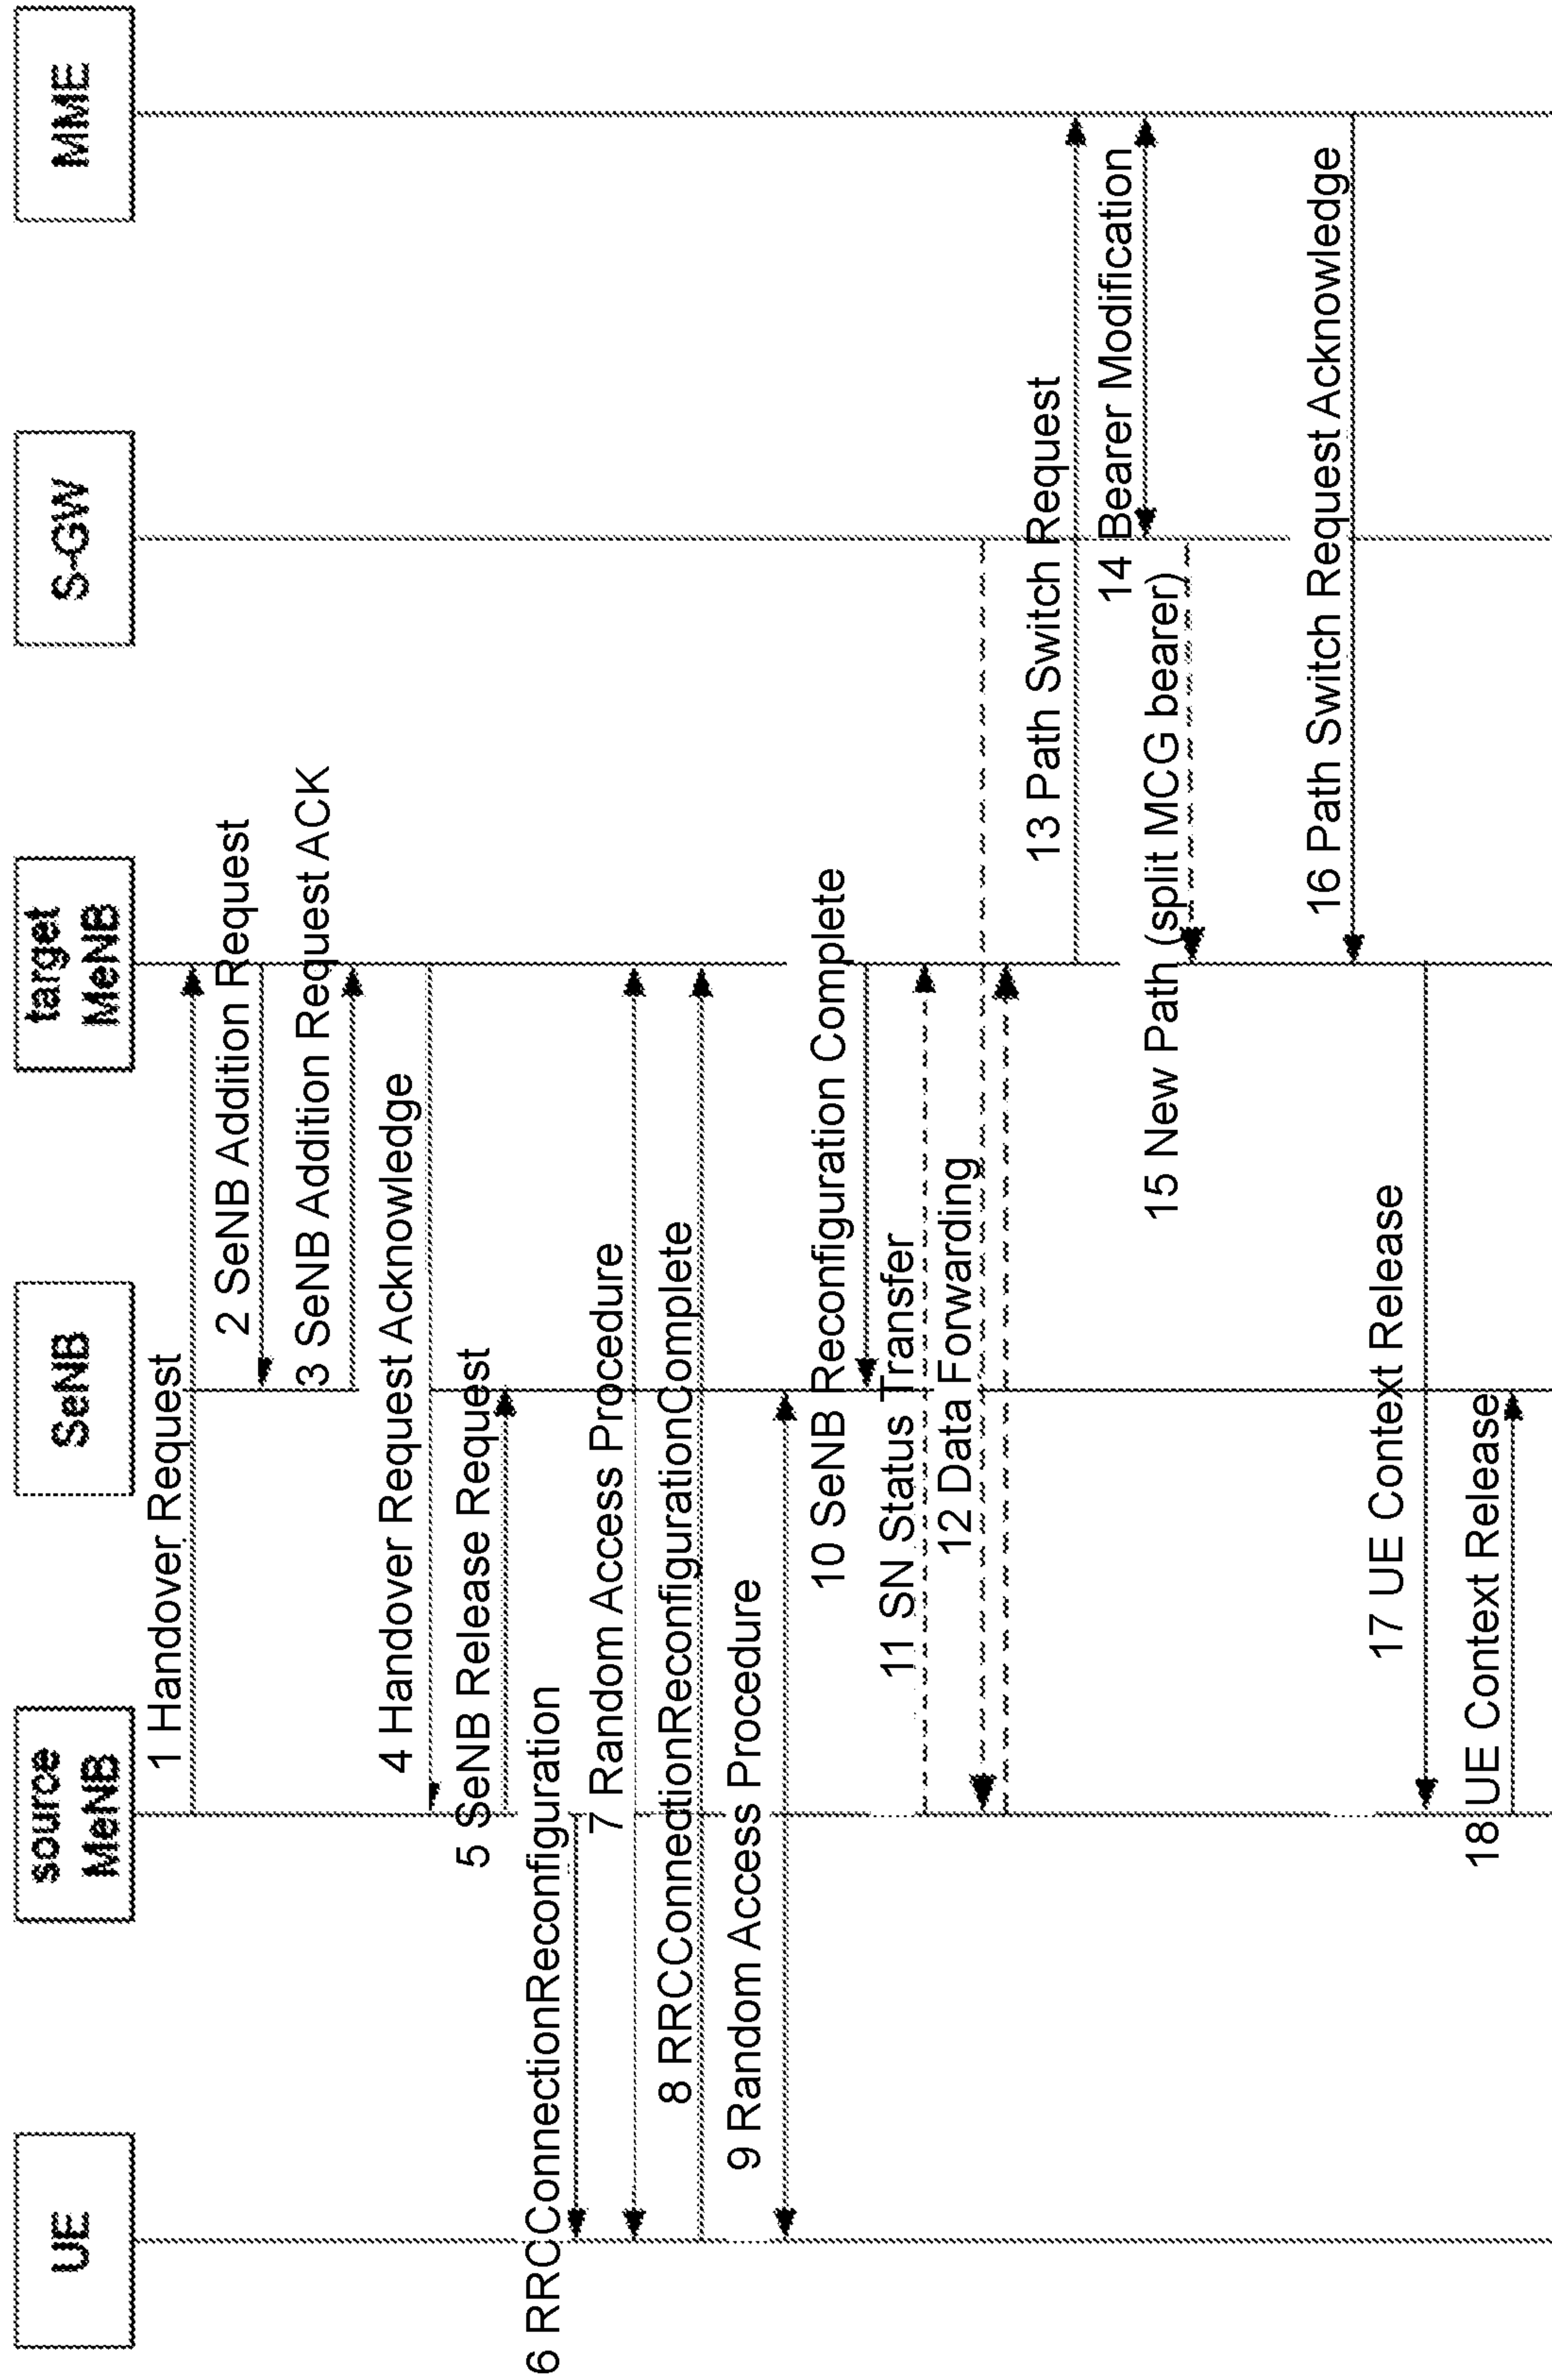 UE
source
MeNB
SeNB
target
MeNB
S-GW
MME
1 Handover Request
2 SeNB Addition Request
3 SeNB Addition Request ACK
4 Handover Request Acknowledge
5 SeNB Release Request
6 RRCConnectionReconfiguration
7 Random Access Procedure
8 RRCConnectionReconfigurationComplete
9 Random Access Procedure
10 SeNB Reconfiguration Complete
11 SN Status Transfer
12 Data Forwarding
13 Path Switch Request
14 Bearer Modification
15 New Path (split MCG bearer)
16 Path Switch Request Acknowledge
17 UE Context Release
18 UE Context Release